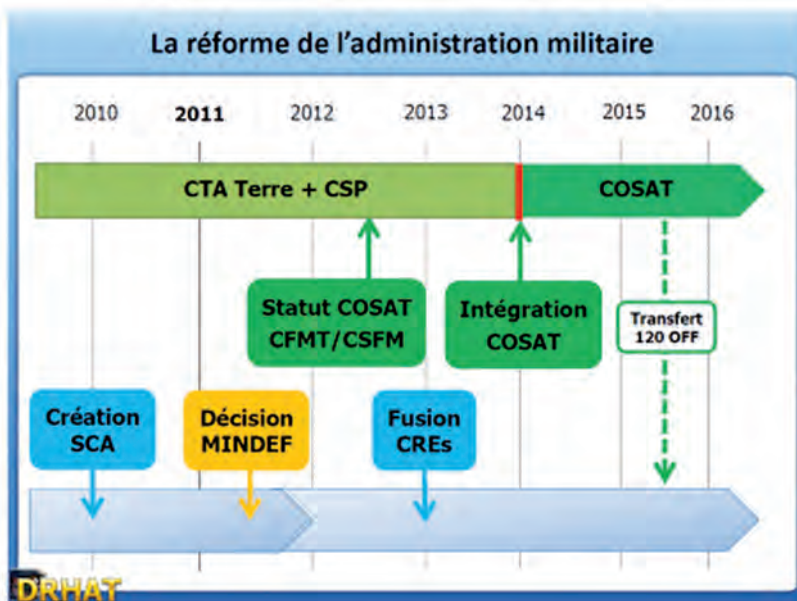 La réforme de l'administration militaire
2010 2011 2012 2013 2014 2015 2016
CTA Terre + CSP
COSAT
Statut COSAT
CFMT/CSFM
Intégration
COSAT
Transfert
120 OFF
Création
SCA
Décision
MINDEF
Fusion
CREs
DRHAT